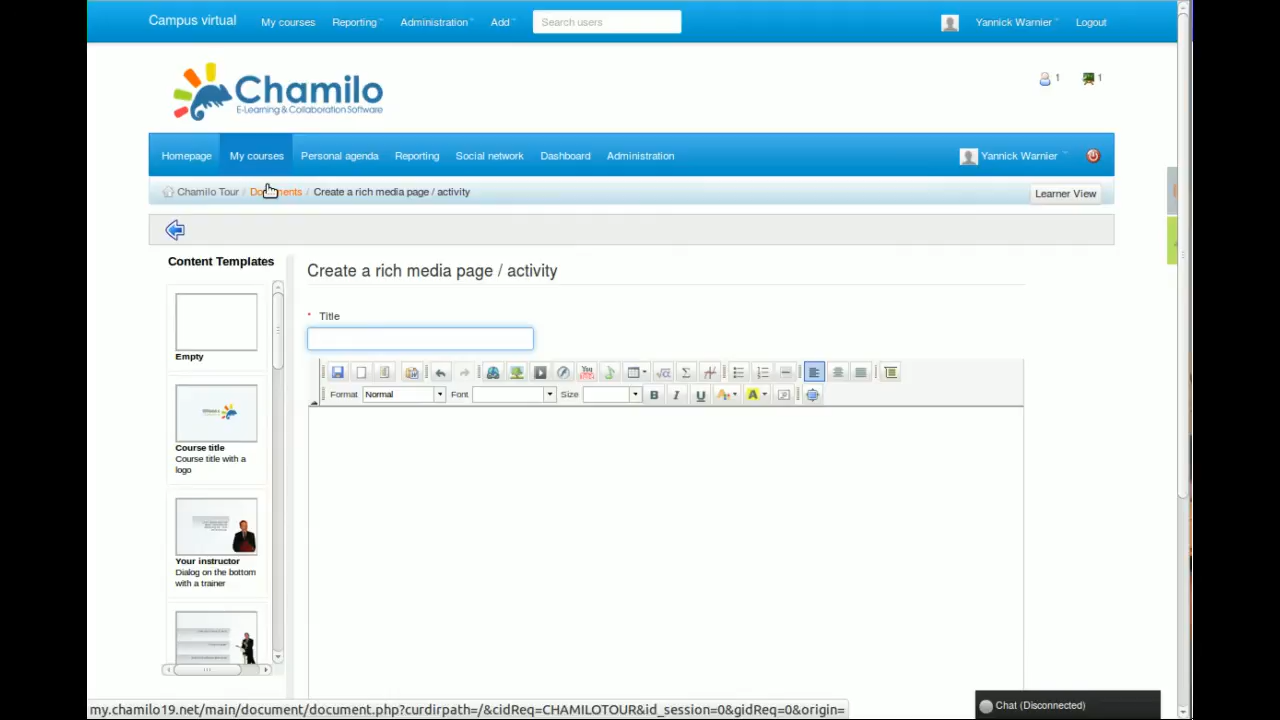 Campus virtual My courses Reporting Administration Add Search users Yannick Warnier Logout
Chamilo
E-Learning & Collaboration Software
1 1
Homepage My courses Personal agenda Reporting Social network Dashboard Administration Yannick Warnier
Chamilo Tour / Documents / Create a rich media page / activity Learner View
Content Templates
Empty
Course title
Course title with a
logo
Your instructor
Dialog on the bottom
with a trainer
Create a rich media page / activity
* Title
You
Tube
Format Normal Font Size B I U A A
my.chamilo19.net/main/document/document.php?curdirpath=/&cidReq=CHAMILOTOUR&id_session=0&gidReq=0&origin=
Chat (Disconnected)